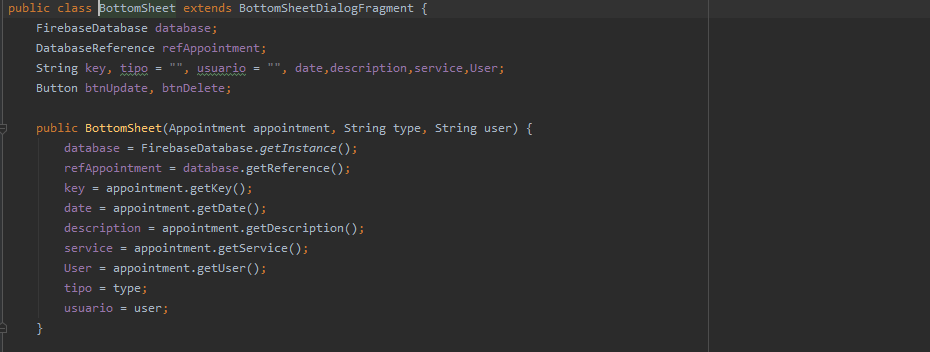 public class BottomSheet extends BottomSheetDialogFragment {
FirebaseDatabase database;
DatabaseReference refAppointment;
String key, tipo = "", usuario = "", date,description,service,User;
Button btnUpdate, btnDelete;
public BottomSheet(Appointment appointment, String type, String user) {
database = FirebaseDatabase.getInstance();
refAppointment = database.getReference();
key = appointment.getKey();
date = appointment.getDate();
description = appointment.getDescription();
service = appointment.getService();
User = appointment.getUser();
tipo = type;
usuario = user;
}